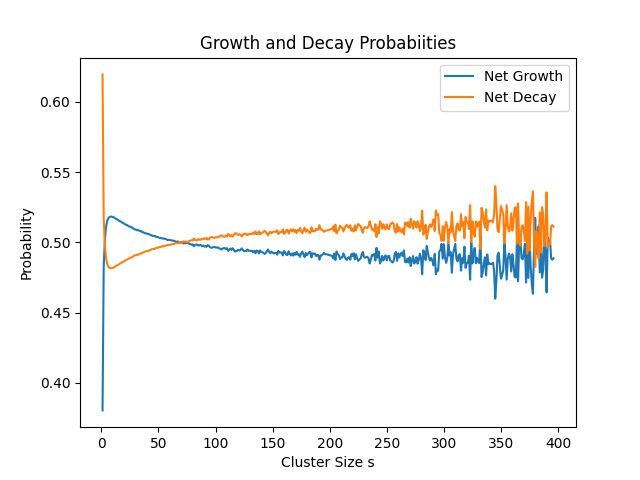 Growth and Decay Probabiities
Net Growth
Net Decay
Probability
0.60
0.55
0.50
0.45
0.40
0
50
100
150
200
250
300
350
400
Cluster Size s